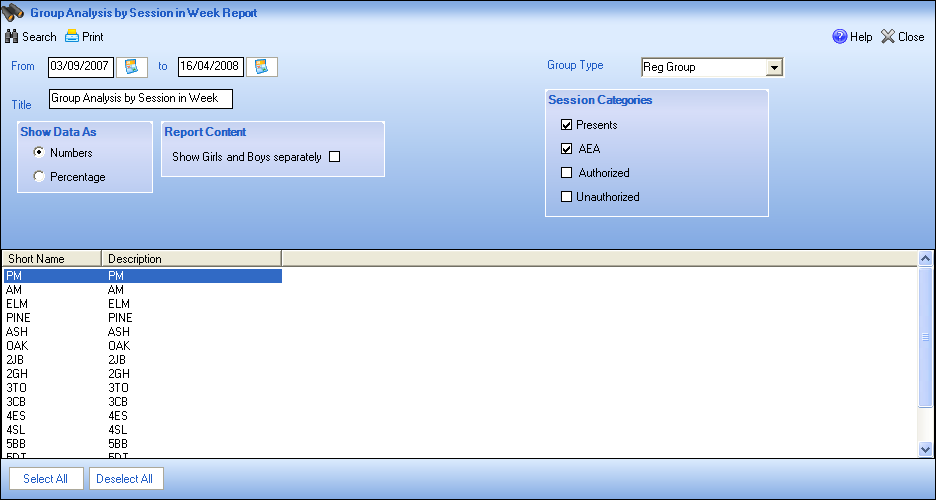 Group Analysis by Session in Week Report
Search Print Help Close
From 03/09/2007 to 16/04/2008 Group Type Reg Group
Title Group Analysis by Session in Week
Session Categories
Presents
AEA
Authorized
Unauthorized
Show Data As
Numbers
Percentage
Report Content
Show Girls and Boys separately
Short Name Description
PM PM
AM AM
ELM ELM
PINE PINE
ASH ASH
OAK OAK
2JB 2JB
2GH 2GH
3TO 3TO
3CB 3CB
4ES 4ES
4SL 4SL
5BB 5BB
Select All Deselect All